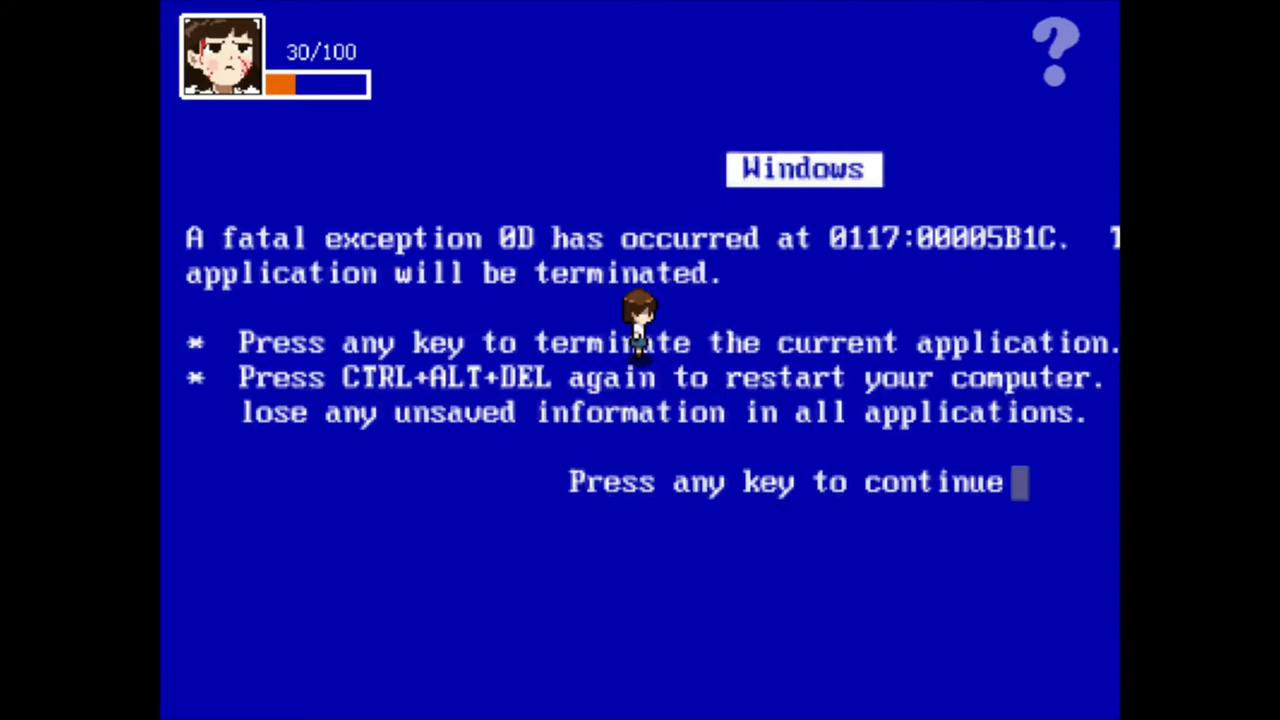 30/100
?
Windows
A fatal exception 0D has occurred at 0117:00005B1C.
application will be terminated.
* Press any key to terminate the current application.
* Press CTRL+ALT+DEL again to restart your computer.
lose any unsaved information in all applications.
Press any key to continue